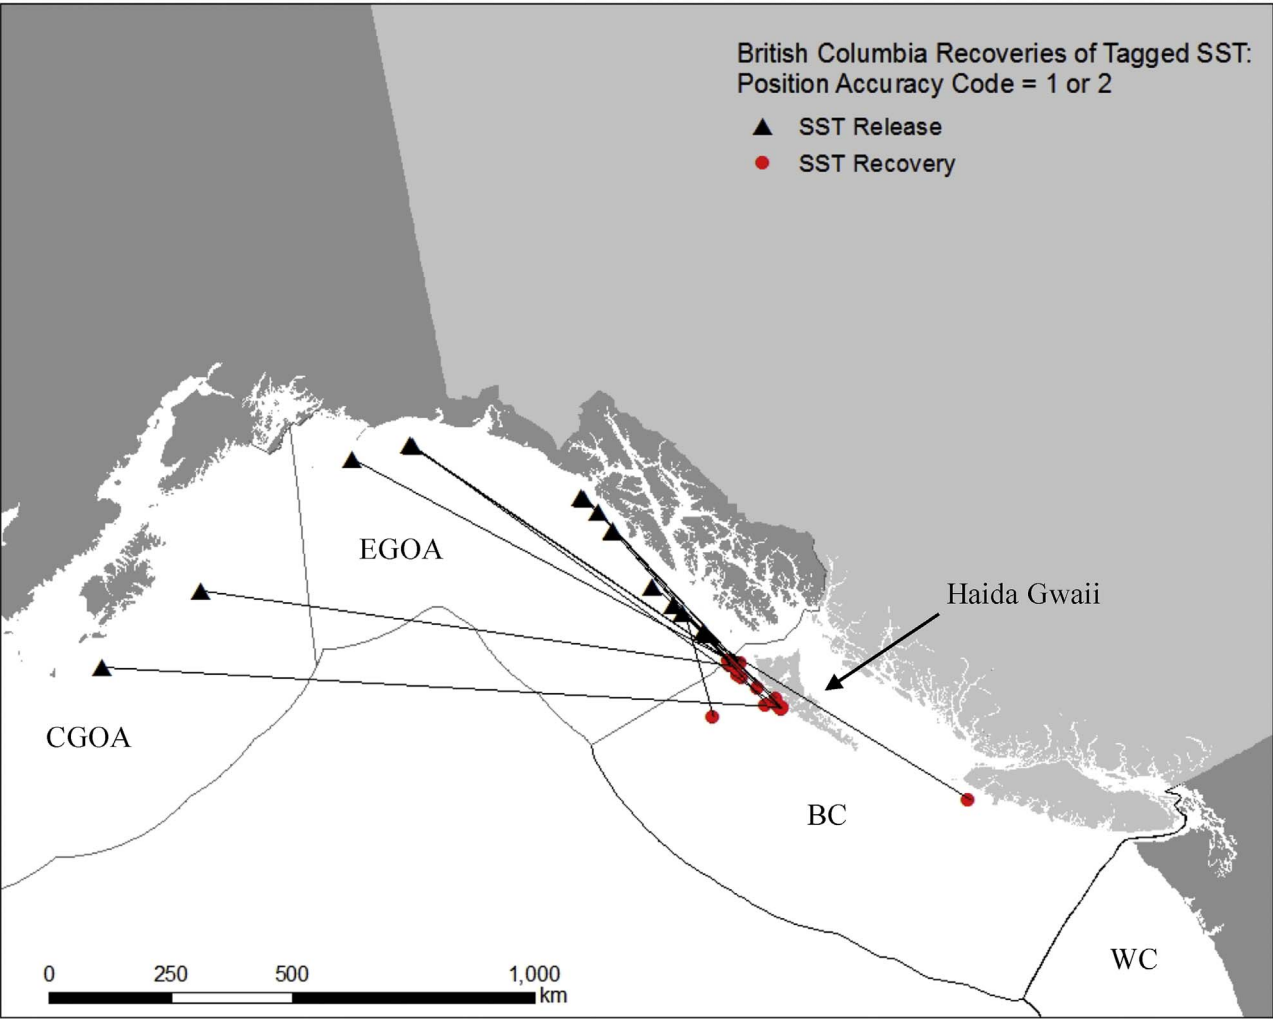 British Columbia Recoveries of Tagged SST:
Position Accuracy Code = 1 or 2
SST Release
SST Recovery
EGOA
Haida Gwaii
CGOA
BC
WC
0 250 500 1,000
km